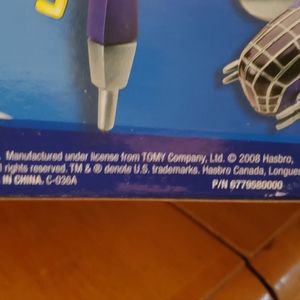 . Manufactured under license from TOMY Company, Ltd. © 2008 Hasbro,
l rights reserved. TM & ® denote U.S. trademarks. Hasbro Canada, Longueu
IN CHINA. C-036A
P/N 6779580000